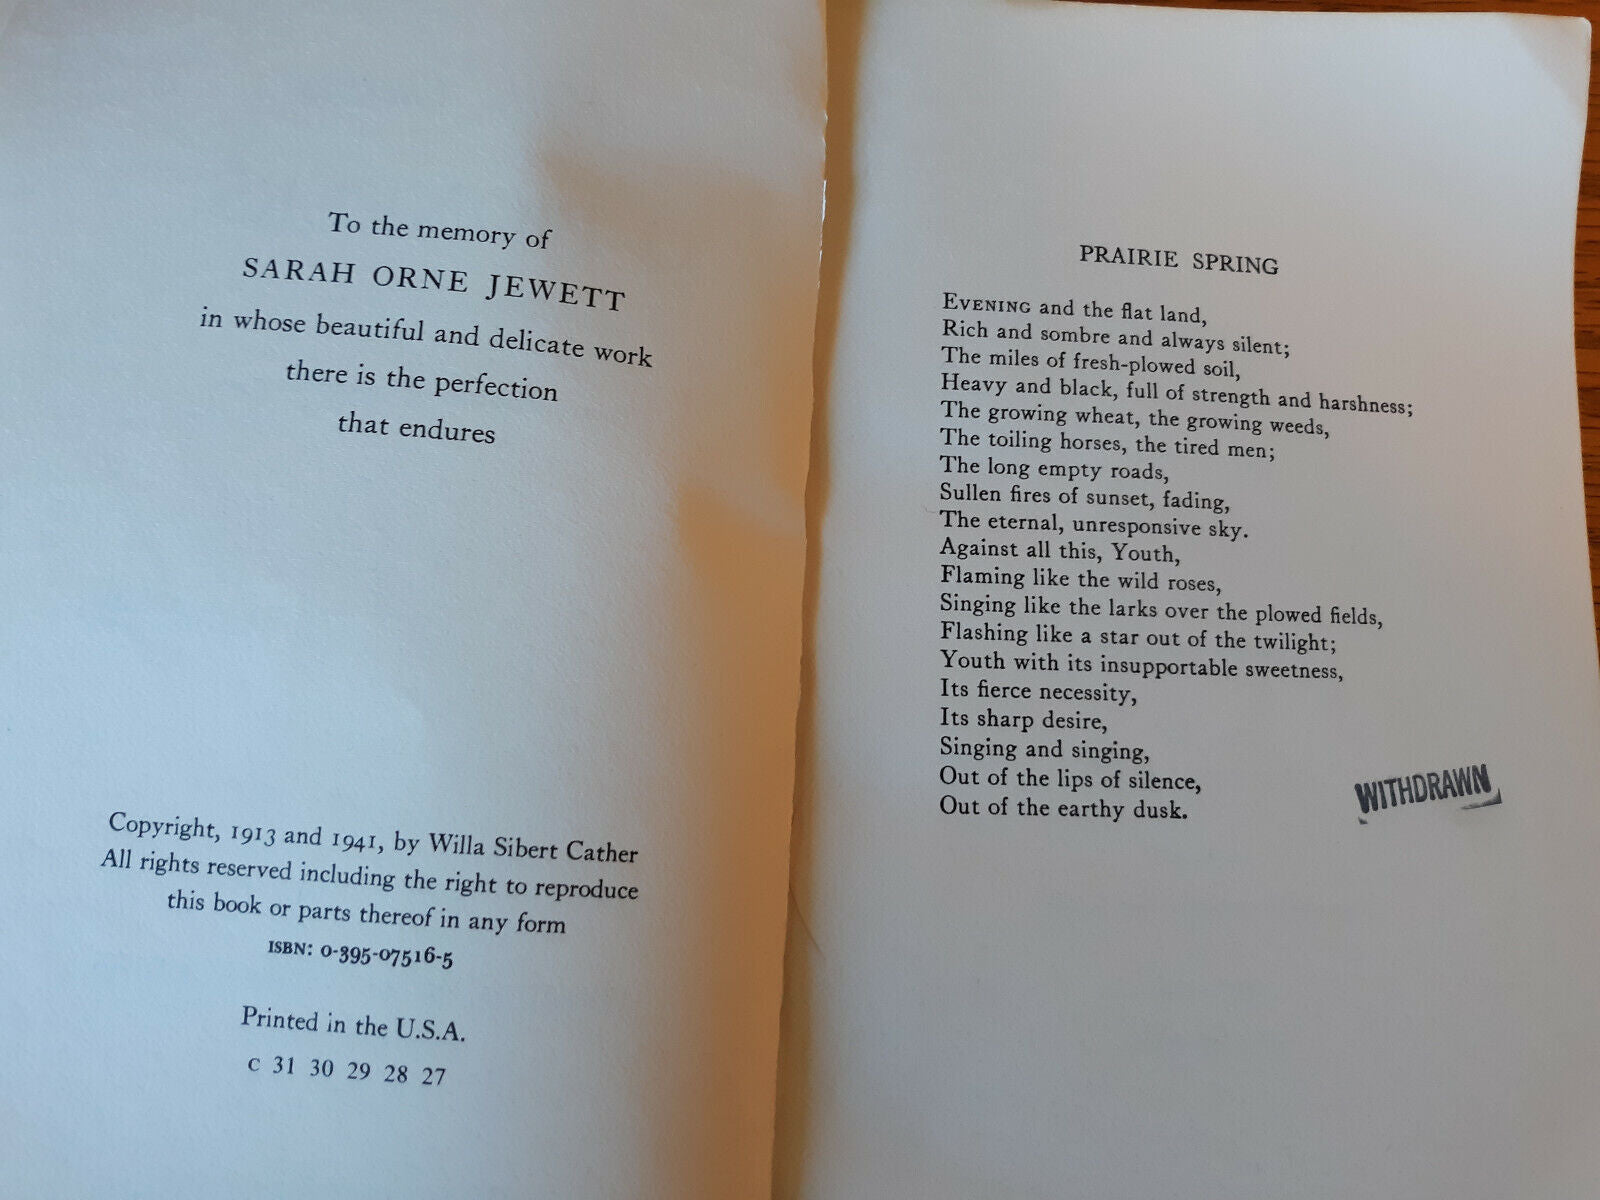 To the memory of
SARAH ORNE JEWETT
in whose beautiful and delicate work
there is the perfection
that endures
Copyright, 1913 and 1941, by Willa Sibert Cather
All rights reserved including the right to reproduce
this book or parts thereof in any form
ISBN: 0-395-07516-5
Printed in the U.S.A.
C 31 30 29 28 27
PRAIRIE SPRING
EVENING and the flat land,
Rich and sombre and always silent;
The miles of fresh-plowed soil,
Heavy and black, full of strength and harshness;
The growing wheat, the growing weeds,
The toiling horses, the tired men;
The long empty roads,
Sullen fires of sunset, fading,
The eternal, unresponsive sky.
Against all this, Youth,
Flaming like the wild roses,
Singing like the larks over the plowed fields,
Flashing like a star out of the twilight;
Youth with its insupportable sweetness,
Its fierce necessity,
Its sharp desire,
Singing and singing,
Out of the lips of silence,
Out of the earthy dusk.
WITHDRAWN